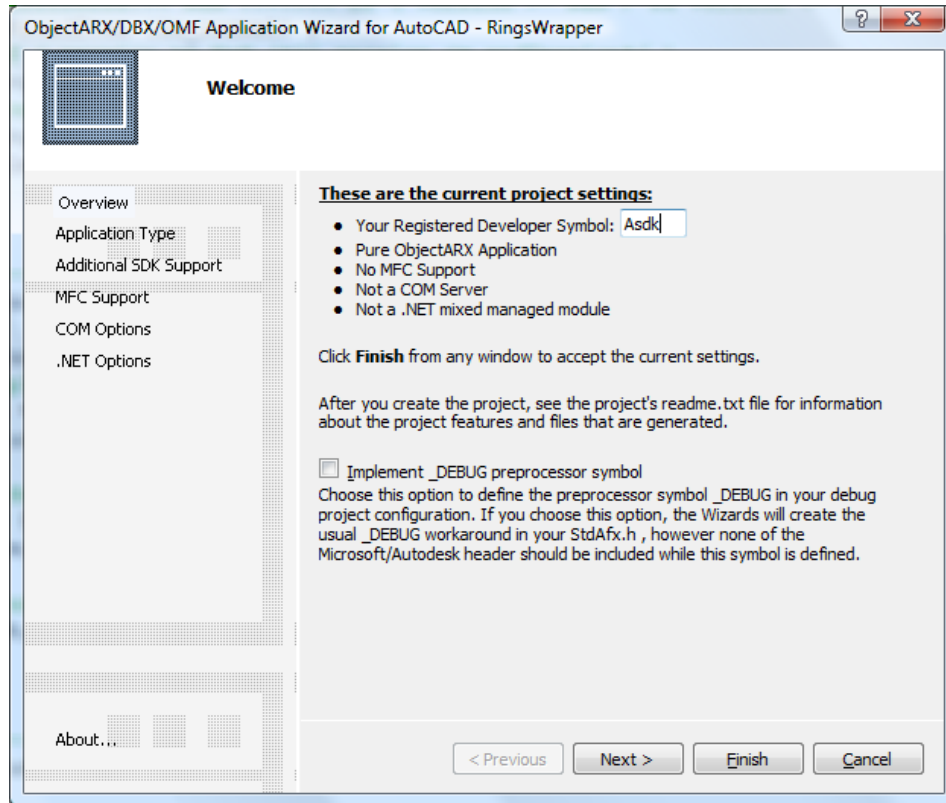 ObjectARX/DBX/OMF Application Wizard for AutoCAD - RingsWrapper
Welcome
Overview
Application Type
Additional SDK Support
MFC Support
COM Options
.NET Options
About...
These are the current project settings:
• Your Registered Developer Symbol: Asdk
• Pure ObjectARX Application
• No MFC Support
• Not a COM Server
• Not a .NET mixed managed module
Click Finish from any window to accept the current settings.
After you create the project, see the project's readme.txt file for information
about the project features and files that are generated.
Implement _DEBUG preprocessor symbol
Choose this option to define the preprocessor symbol _DEBUG in your debug
project configuration. If you choose this option, the Wizards will create the
usual _DEBUG workaround in your StdAfx.h , however none of the
Microsoft/Autodesk header should be included while this symbol is defined.
< Previous Next > Finish Cancel